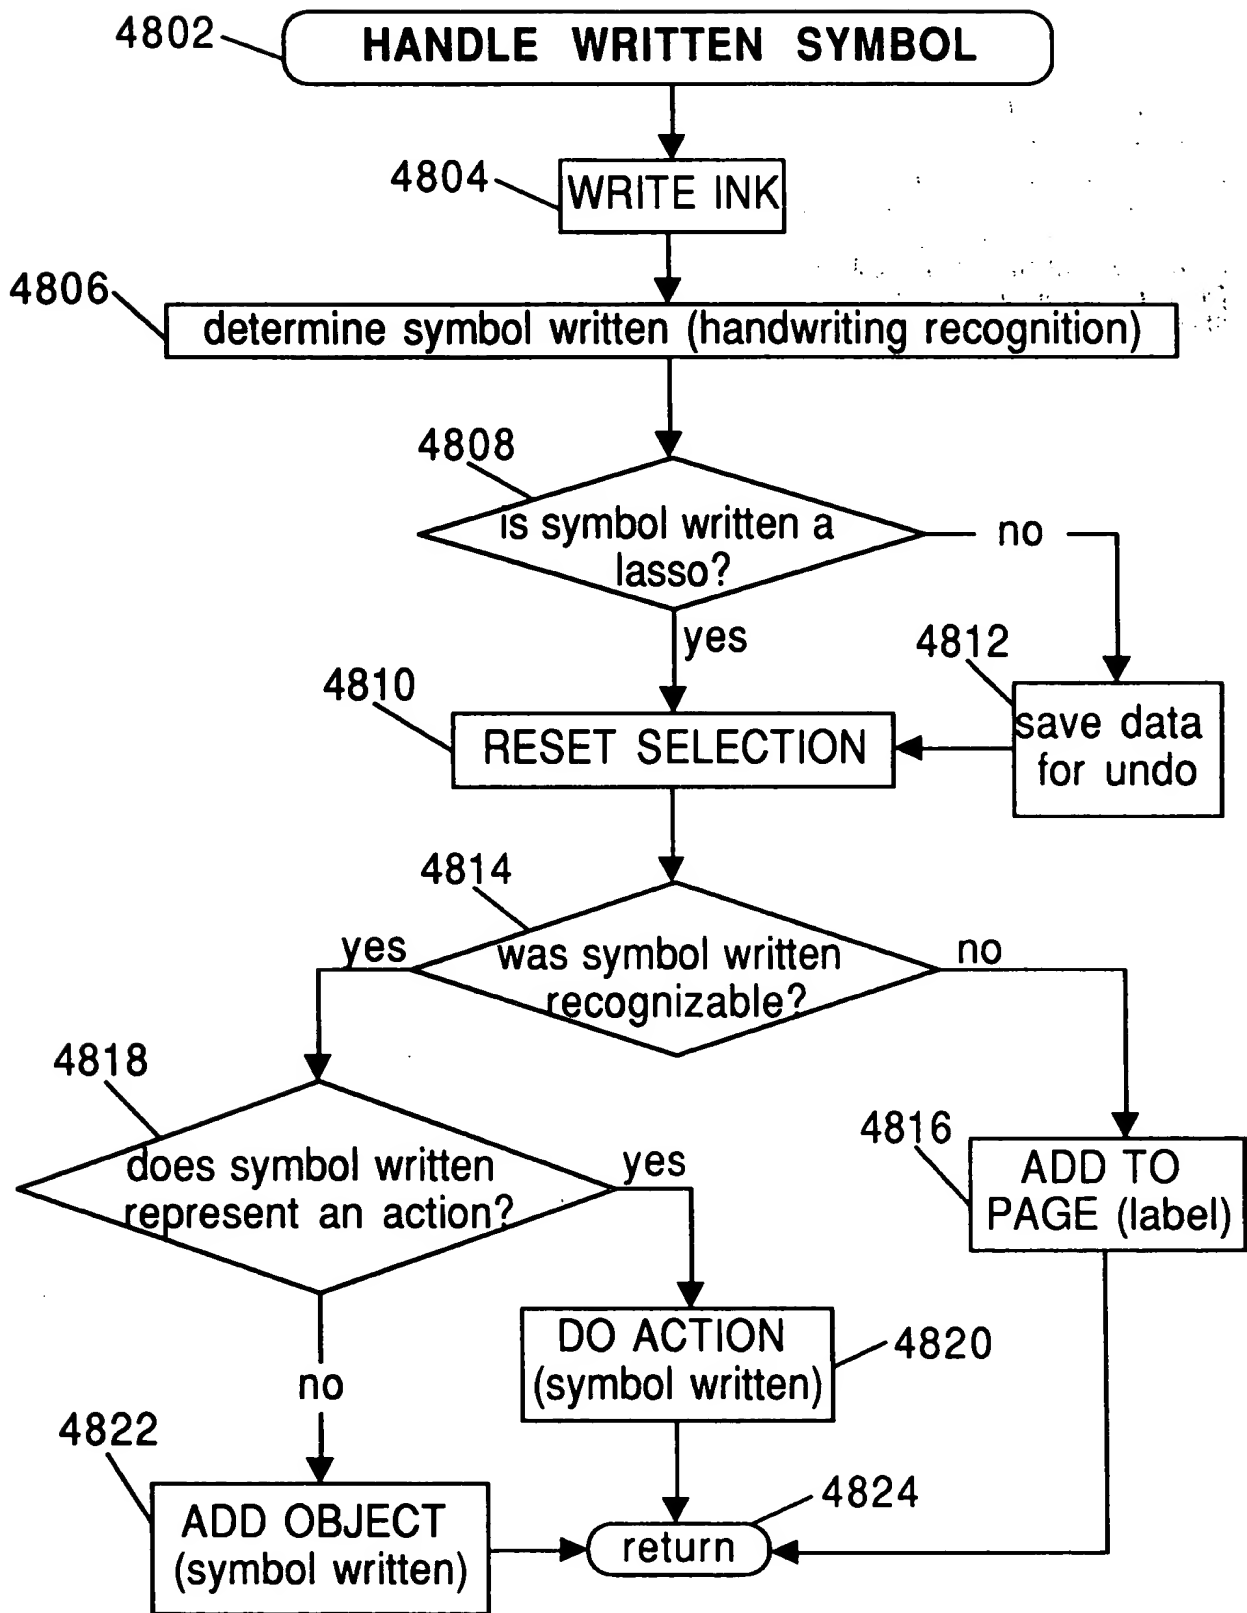 4802
HANDLE WRITTEN SYMBOL
4804
WRITE INK
4806
determine symbol written (handwriting recognition)
4808
is symbol written a
lasso?
no
yes
4812
save data
for undo
4810
RESET SELECTION
4814
was symbol written
recognizable?
yes
no
4818
does symbol written
represent an action?
yes
4816
ADD TO
PAGE (label)
no
DO ACTION
(symbol written)
4820
4822
ADD OBJECT
(symbol written)
4824
return